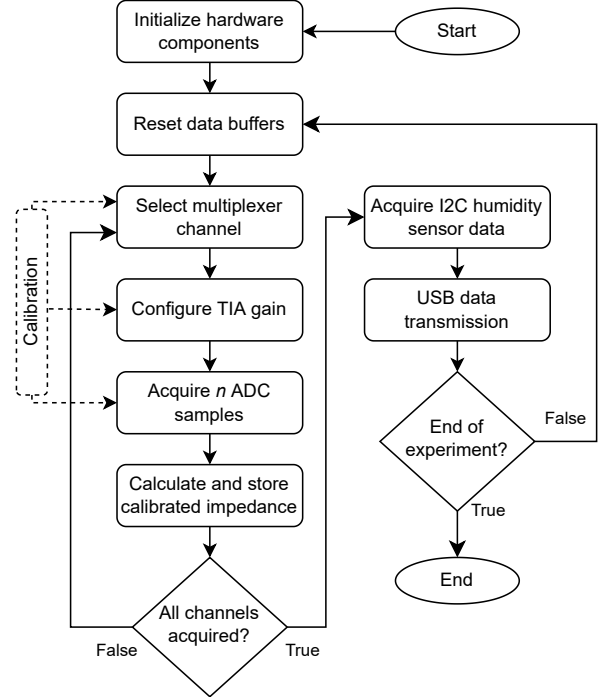 Initialize hardware
components
Start
Reset data buffers
Select multiplexer
channel
Calibration
Configure TIA gain
Acquire n ADC
samples
Calculate and store
calibrated impedance
All channels
acquired?
False
True
Acquire I2C humidity
sensor data
USB data
transmission
End of
experiment?
False
True
End